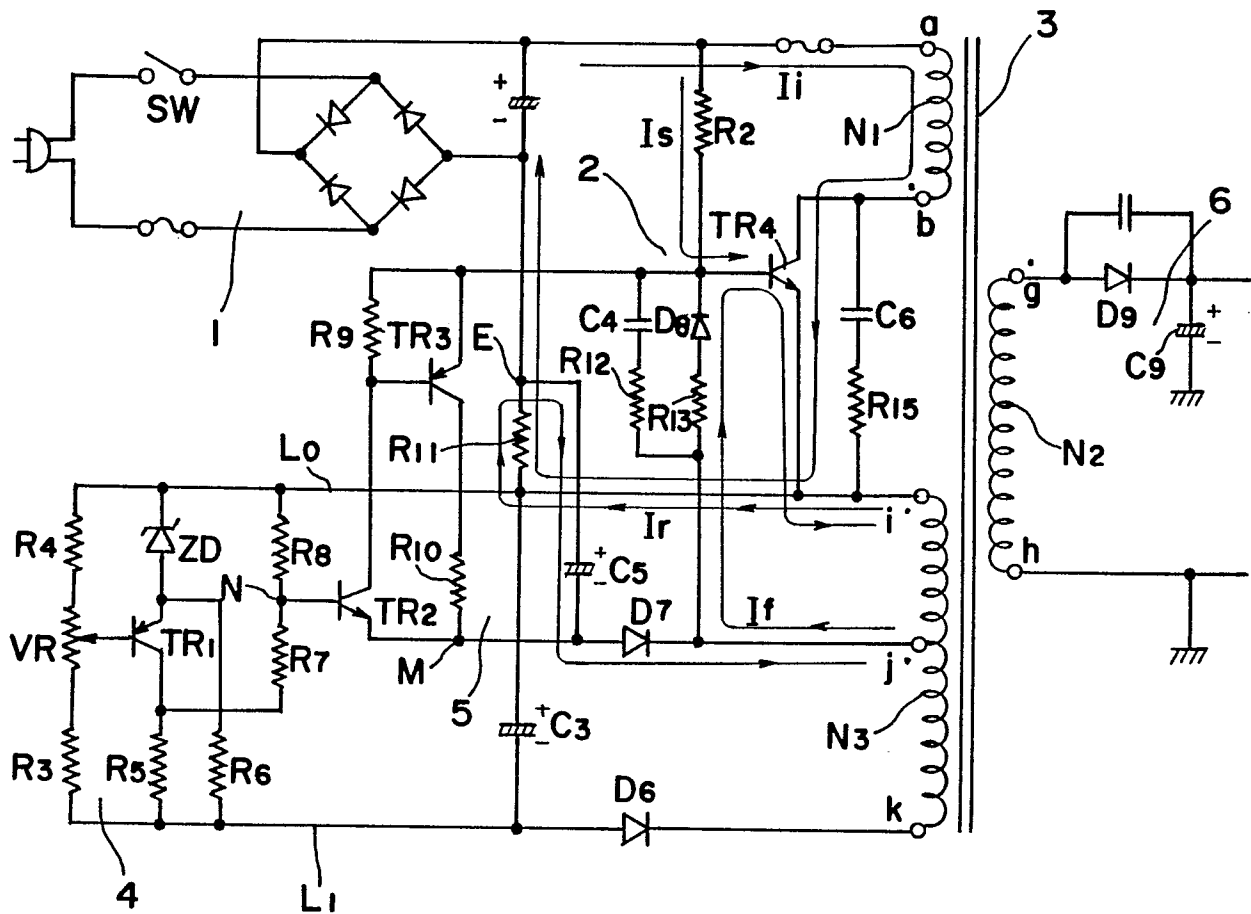 a
3
+
-
SW
Ii
N1
Is
R2
2
b
6
TR4
1
g
D9
+
-
C9
R9
TR3
E
C4
D8
C6
R12
R13
R15
R11
N2
L0
Ir
i
h
R4
ZD
R8
R10
+
-
C5
N
VR
TR1
TR2
D7
If
R7
M
j
5
+
-
C3
N3
R3
R5
R6
D6
k
4
L1